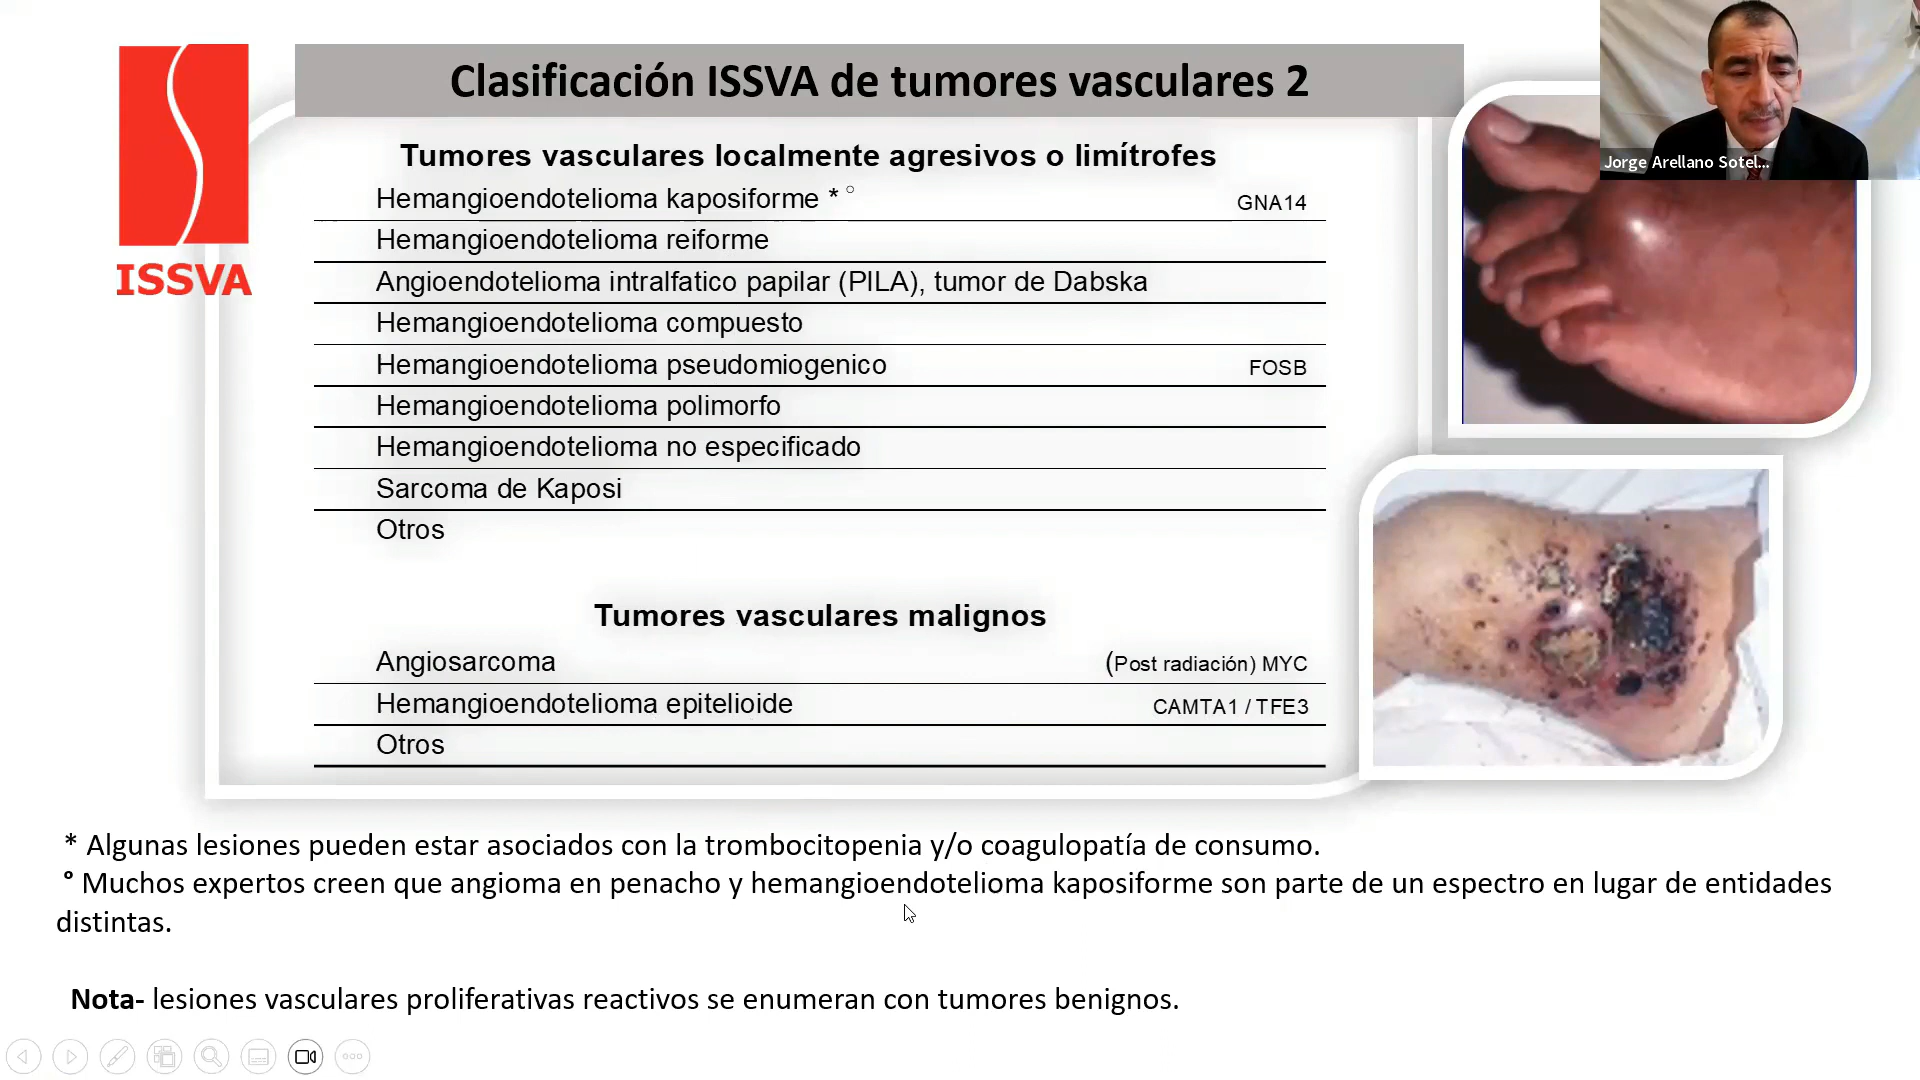 Clasificación ISSVA de tumores vasculares 2
ISSVA
Jorge Arellano Sotel...
Tumores vasculares localmente agresivos o limítrofes
Hemangioendotelioma kaposiforme * ° GNA14
Hemangioendotelioma reiforme
Angioendotelioma intralfatico papilar (PILA), tumor de Dabska
Hemangioendotelioma compuesto
Hemangioendotelioma pseudomiogenico FOSB
Hemangioendotelioma polimorfo
Hemangioendotelioma no especificado
Sarcoma de Kaposi
Otros
Tumores vasculares malignos
Angiosarcoma (Post radiación) MYC
Hemangioendotelioma epitelioide CAMTA1 / TFE3
Otros
* Algunas lesiones pueden estar asociados con la trombocitopenia y/o coagulopatía de consumo.
° Muchos expertos creen que angioma en penacho y hemangioendotelioma kaposiforme son parte de un espectro en lugar de entidades
distintas.
Nota- lesiones vasculares proliferativas reactivos se enumeran con tumores benignos.